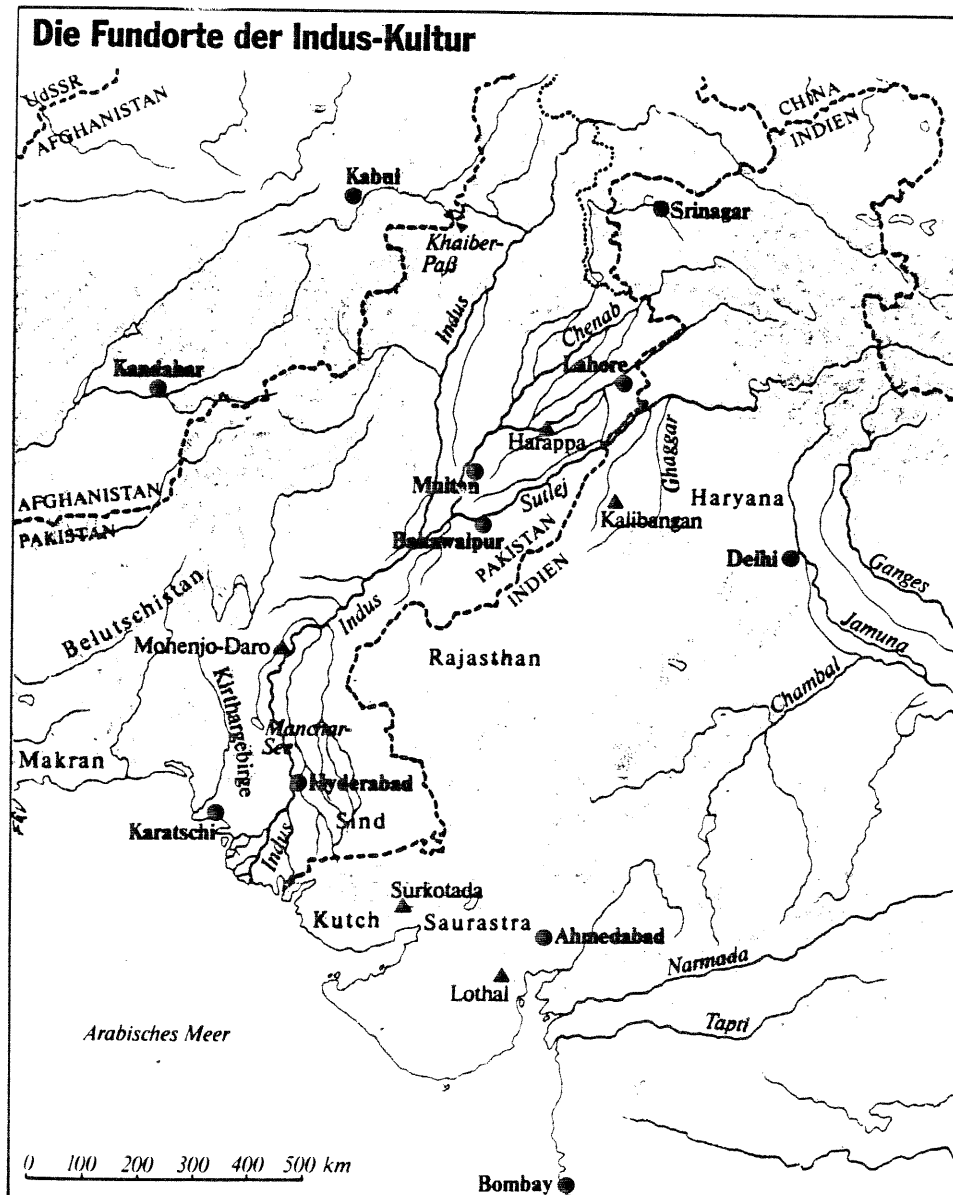 Die Fundorte der Indus-Kultur
UdSSR
AFGHANISTAN
CHINA
INDIEN
Kabul
Srinagar
Khaiber-
Paß
Indus
Chenab
Lahore
Kandahar
Harappa
Ghaggar
Multan
Sutlej
Haryana
AFGHANISTAN
PAKISTAN
Kalibangan
Bahawalpur
PAKISTAN
INDIEN
Delhi
Ganges
Belutschistan
Indus
Jamuna
Mohenjo-Daro
Rajasthan
Chambal
Kirthargebirge
Manchar-
See
Makran
Hyderabad
Sind
Karatschi
Indus
Surkotada
Kutch
Saurastra
Ahmedabad
Narmada
Lothal
Tapti
Arabisches Meer
0 100 200 300 400 500 km
Bombay